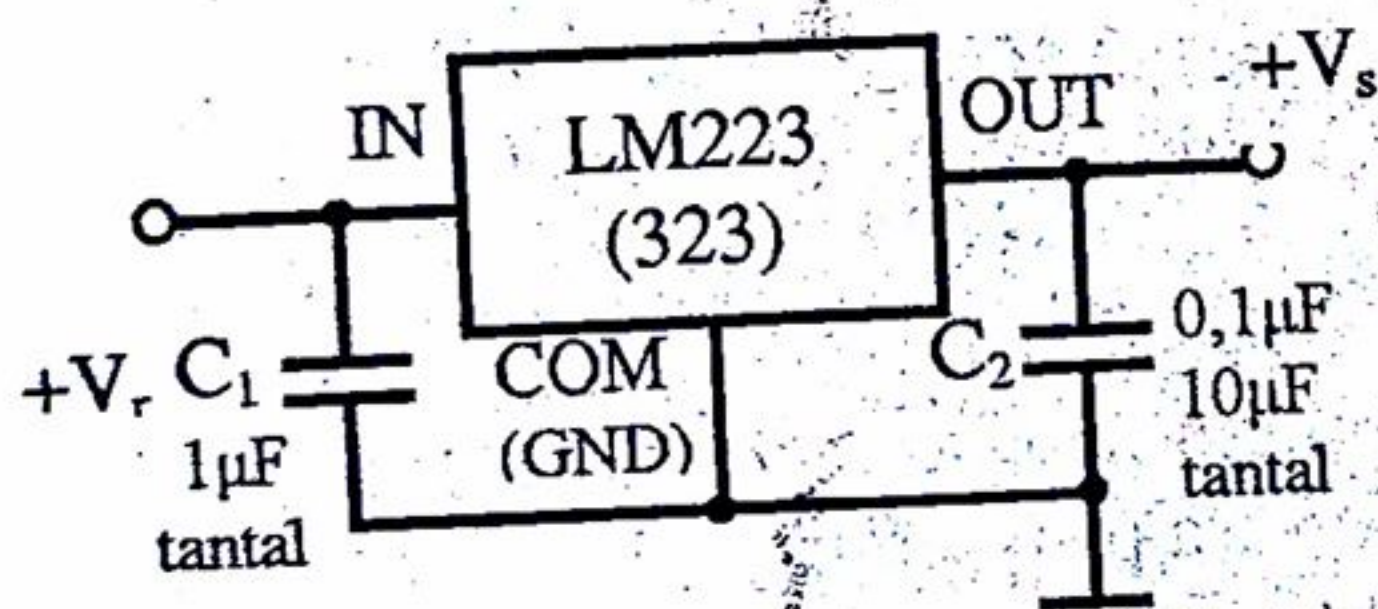 +Vₛ
IN
OUT
LM223
(323)
+Vᵣ
C₁
1µF
tantal
COM
(GND)
C₂
0,1µF
10µF
tantal